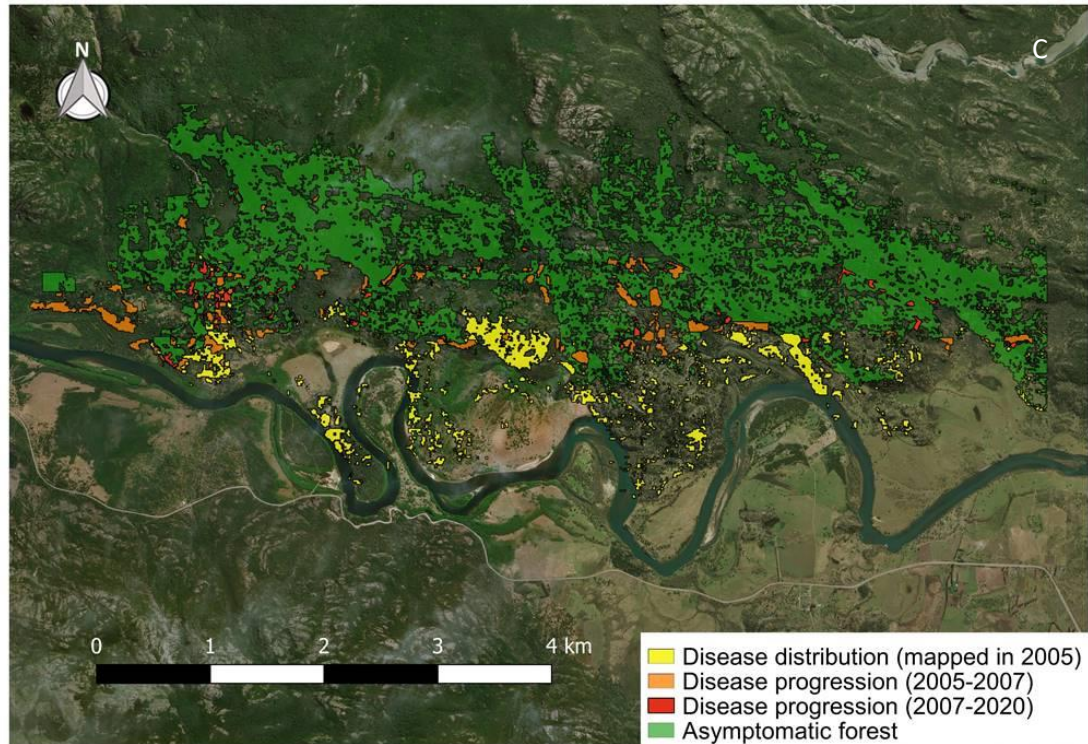 N
C
0 1 2 3 4 km
Disease distribution (mapped in 2005)
Disease progression (2005-2007)
Disease progression (2007-2020)
Asymptomatic forest